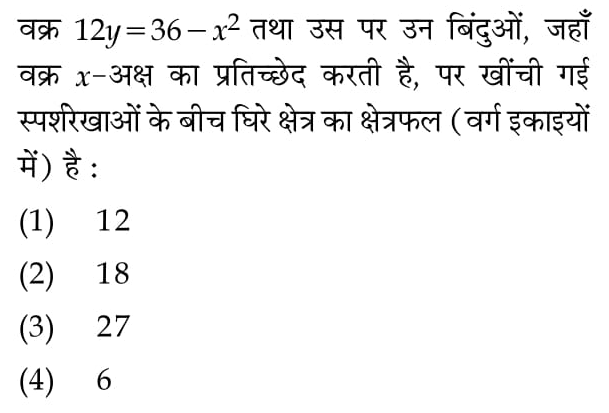 वक्र 12y=36−x² तथा उस पर उन बिंदुओं, जहाँ
वक्र x-अक्ष का प्रतिच्छेद करती है, पर खींची गई
स्पर्शरेखाओं के बीच घिरे क्षेत्र का क्षेत्रफल (वर्ग इकाइयों
में) है :
(1) 12
(2) 18
(3) 27
(4) 6